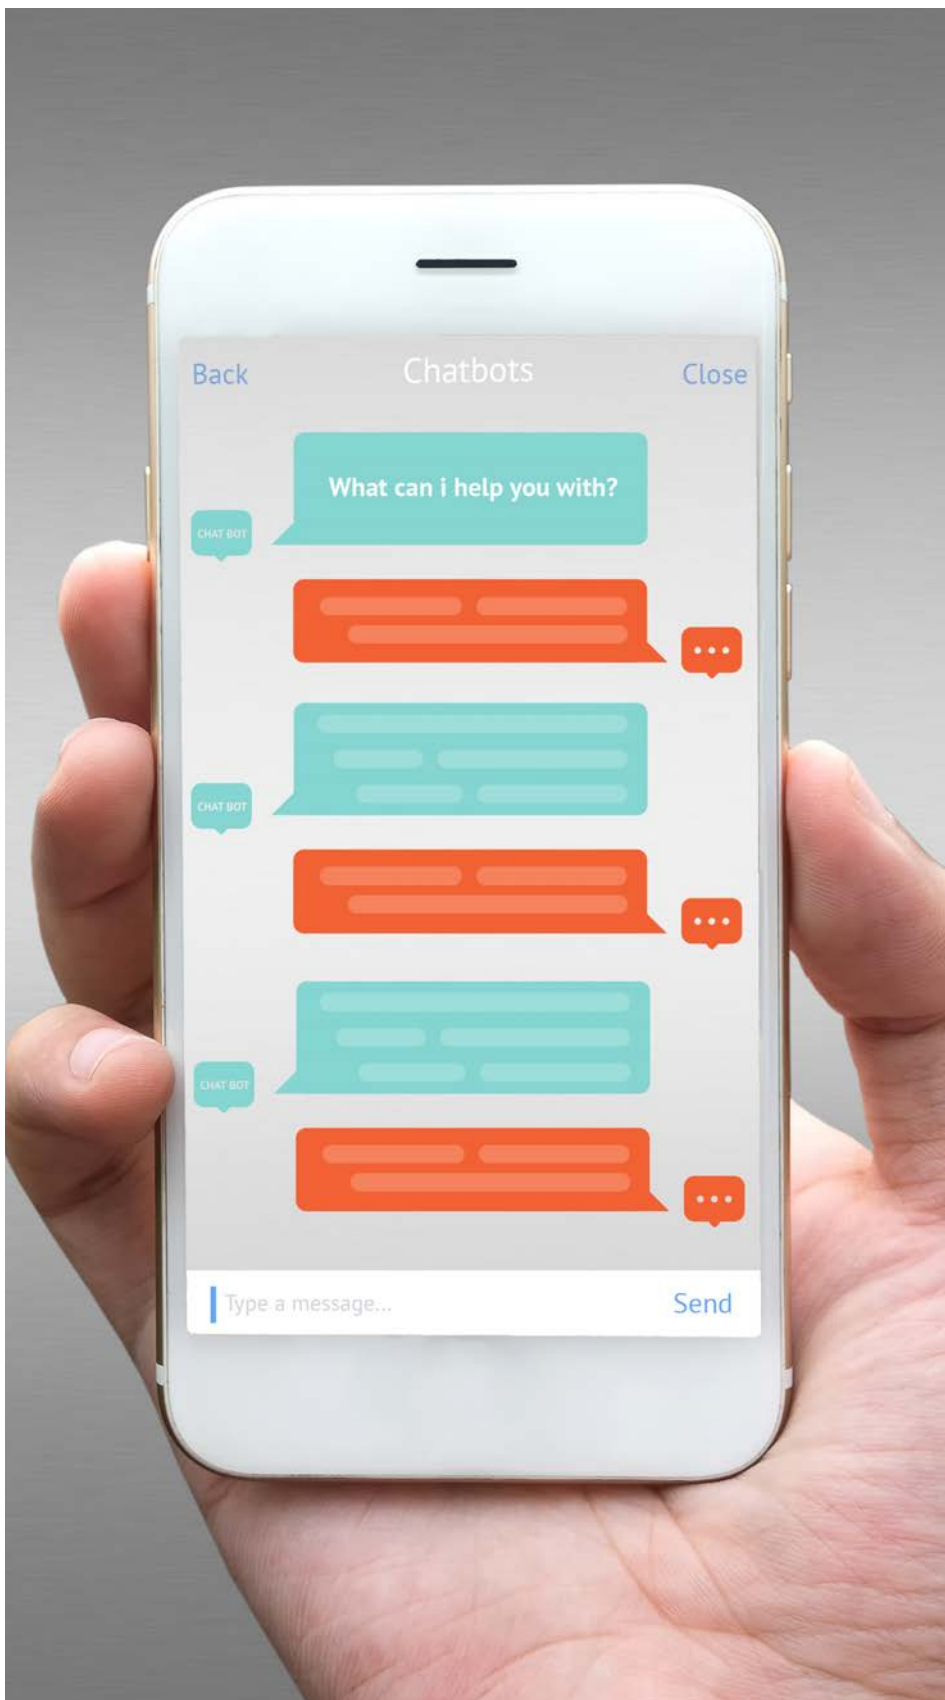 Back
Chatbots
Close
What can i help you with?
CHAT BOT
CHAT BOT
CHAT BOT
Type a message...
Send